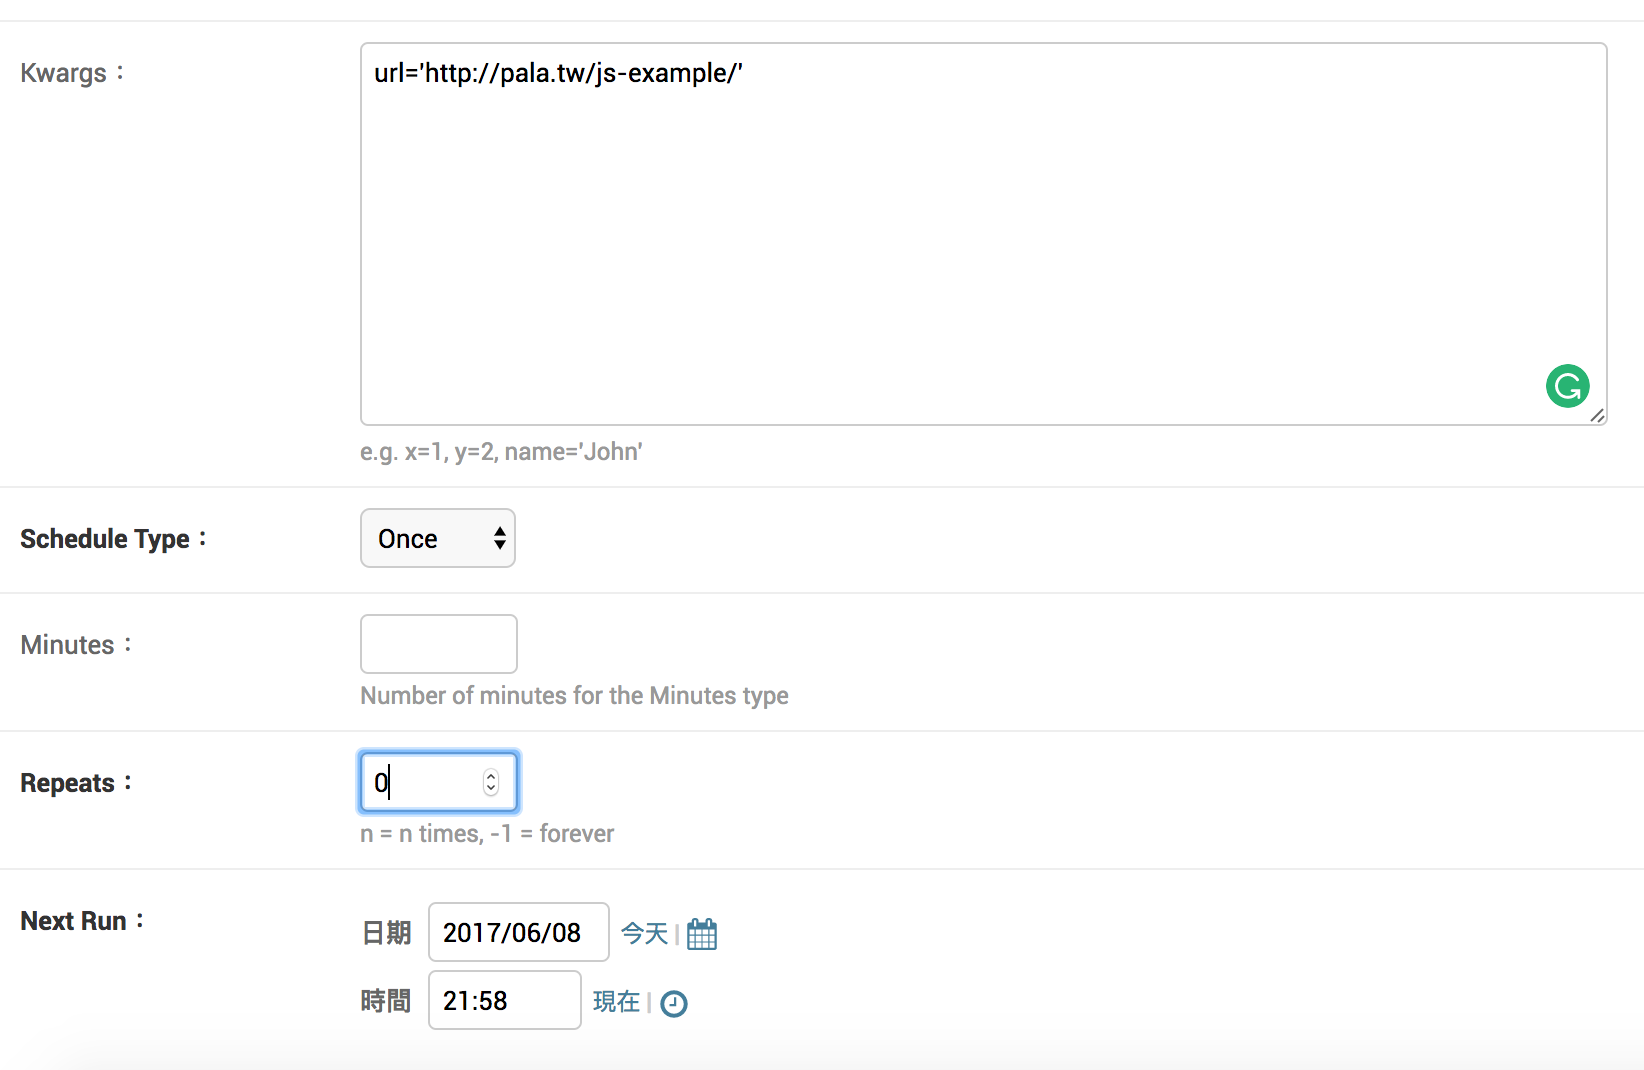 Kwargs：
url='http://pala.tw/js-example/'
e.g. x=1, y=2, name='John'
Schedule Type：
Once
Minutes：
Number of minutes for the Minutes type
Repeats：
0
n = n times, -1 = forever
Next Run：
日期 2017/06/08 今天 |
時間 21:58 現在 |